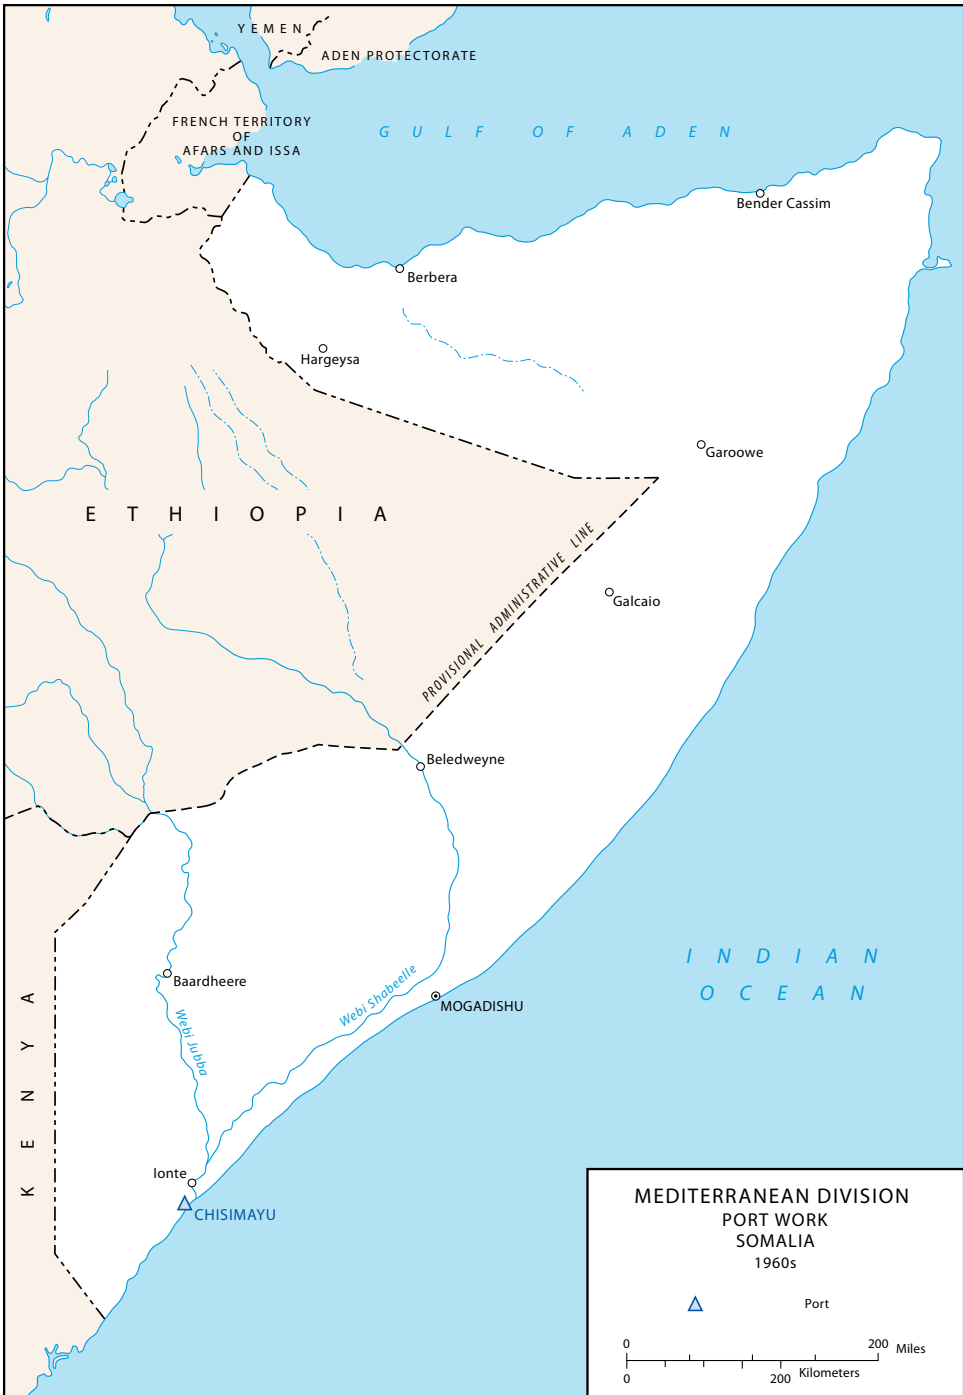 YEMEN
ADEN PROTECTORATE
FRENCH TERRITORY
OF
AFARS AND ISSA
GULF OF ADEN
Bender Cassim
Berbera
Hargeysa
Garoowe
ETHIOPIA
PROVISIONAL ADMINISTRATIVE LINE
Galcaio
Beledweyne
INDIAN
OCEAN
Baardheere
Webi Shabeelle
MOGADISHU
Webi Jubba
KENYA
Ionte
CHISIMAYU
MEDITERRANEAN DIVISION
PORT WORK
SOMALIA
1960s
Port
0 200 Miles
0 200 Kilometers